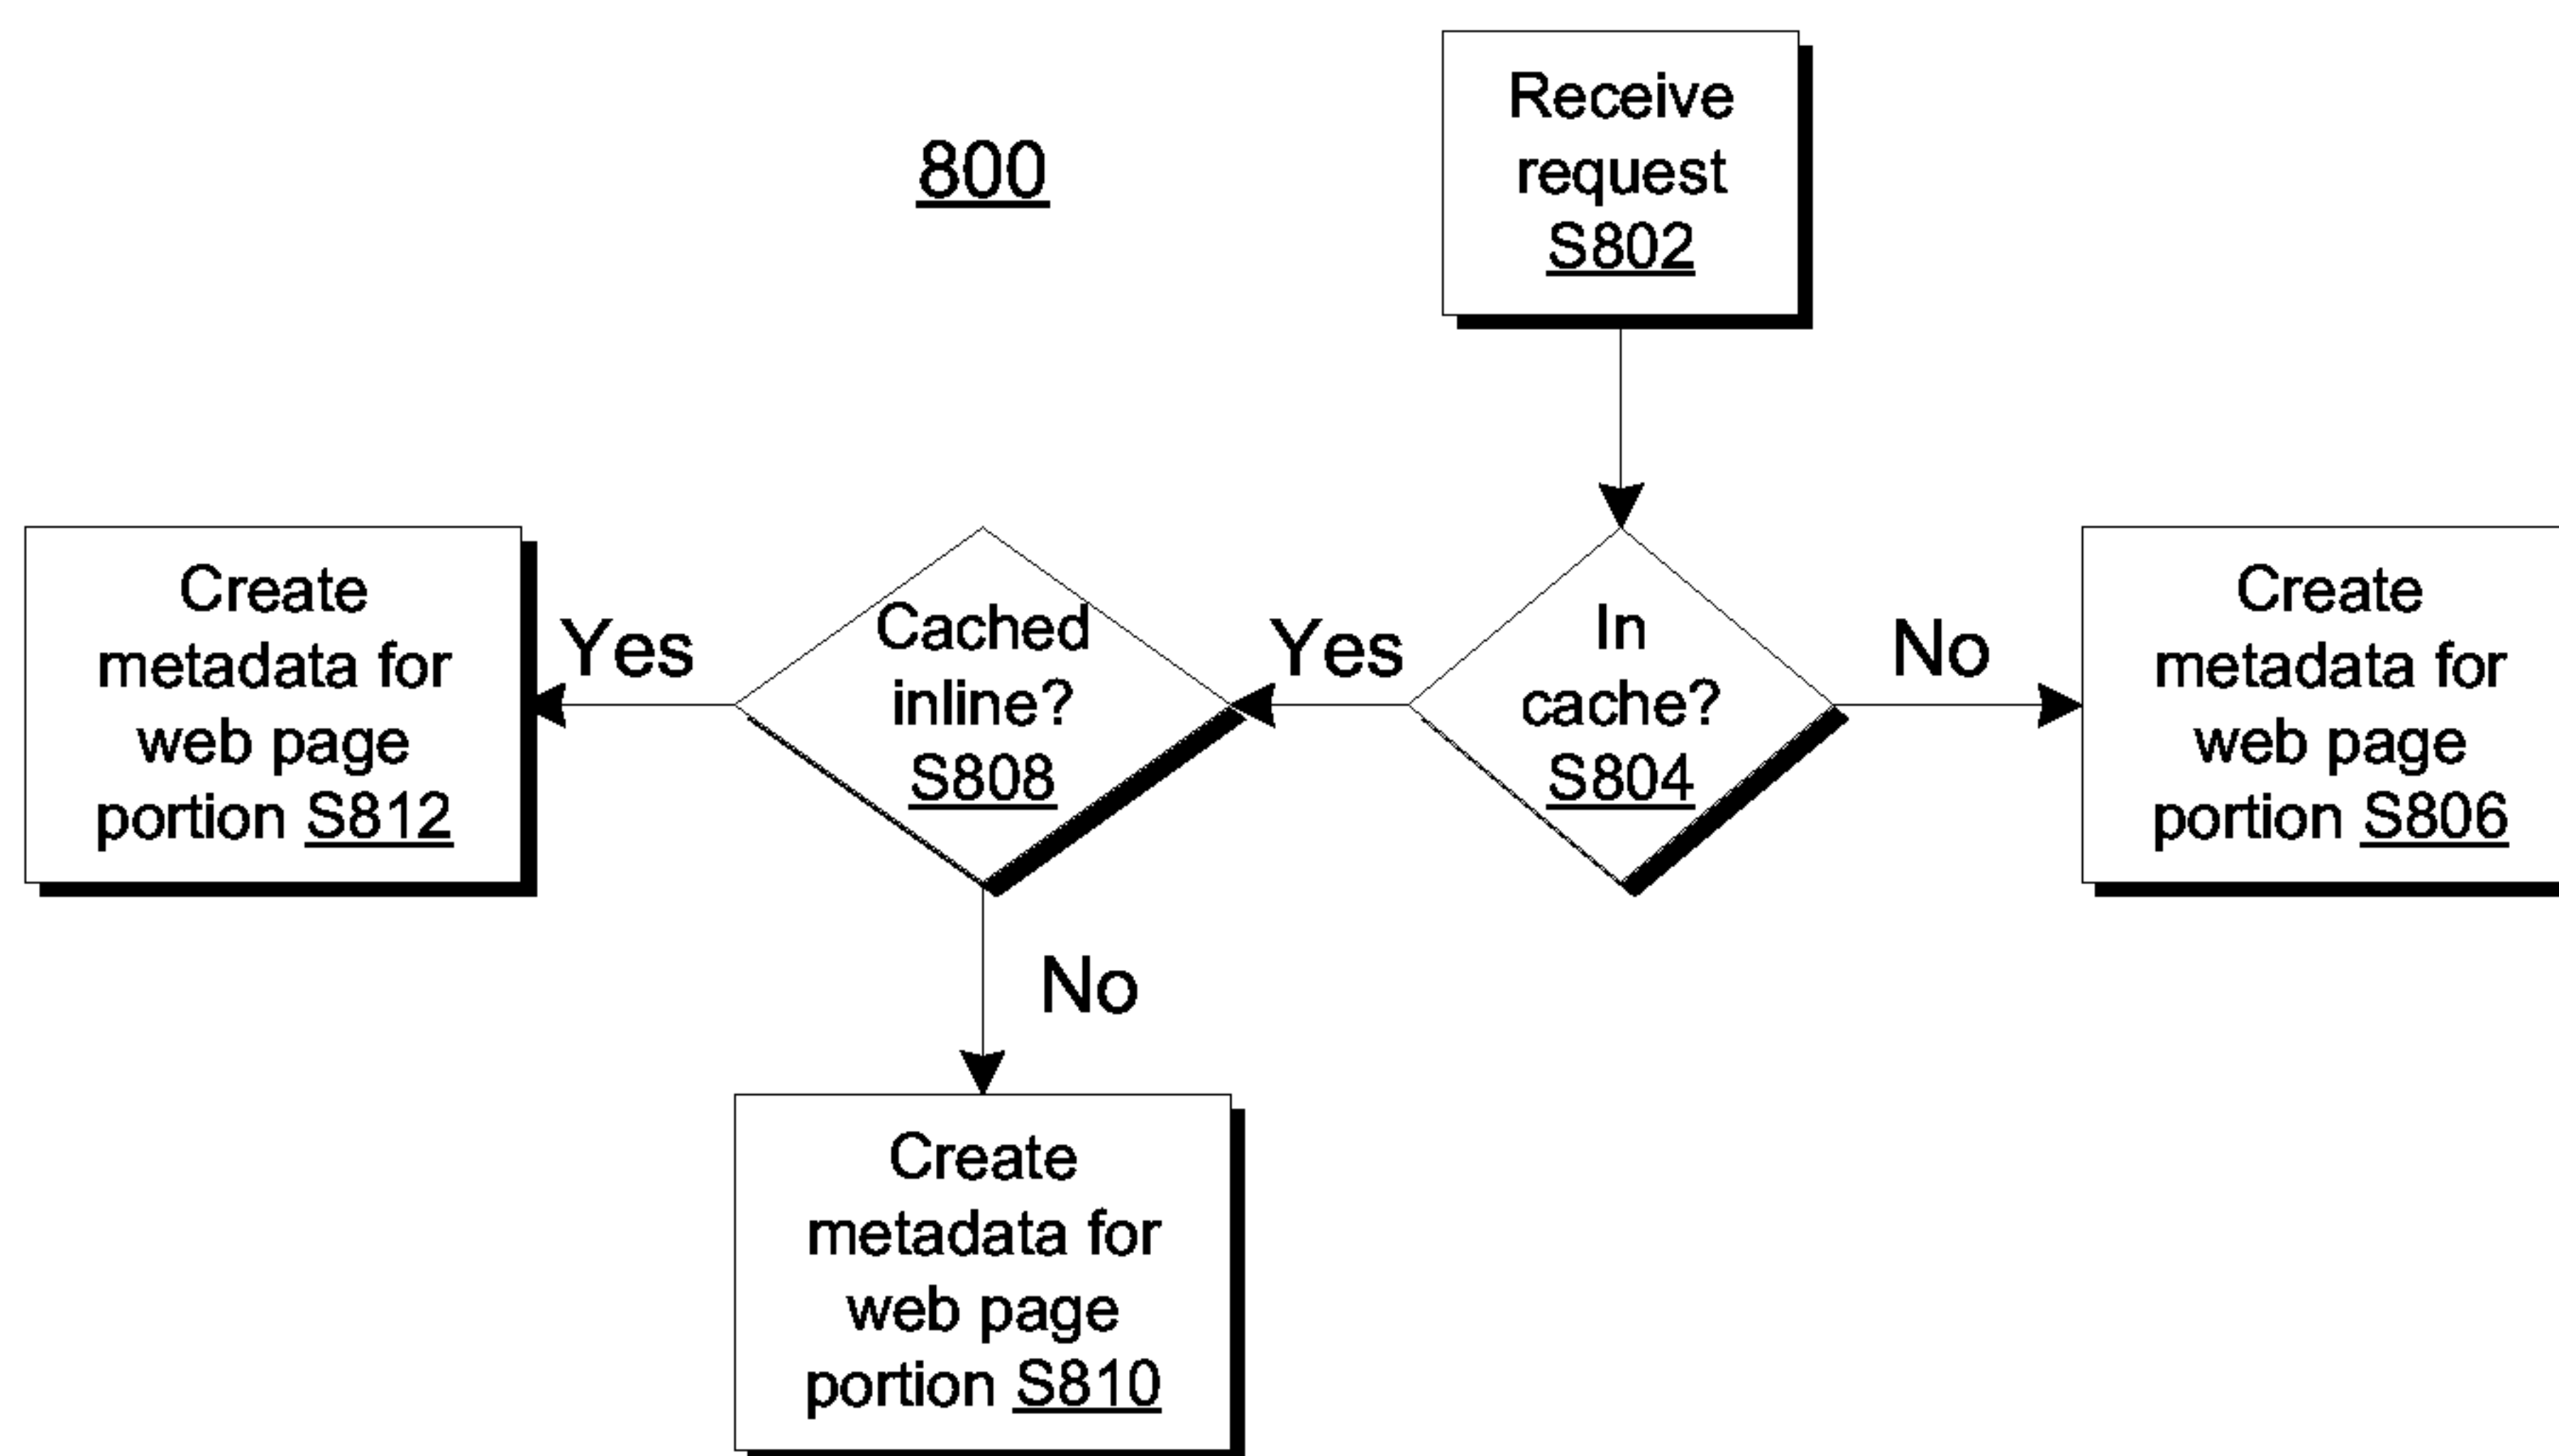 800
Receive
request
S802
In
cache?
S804
Yes
No
Cached
inline?
S808
Yes
No
Create
metadata for
web page
portion S812
Create
metadata for
web page
portion S806
Create
metadata for
web page
portion S810